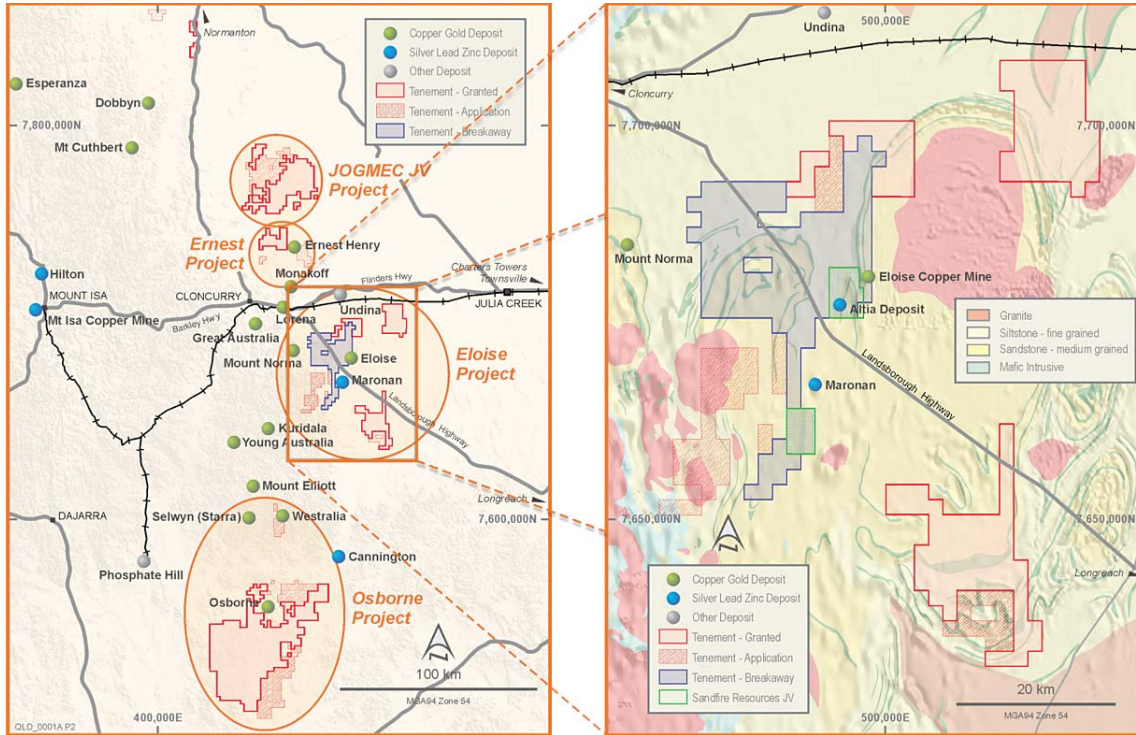 Normanton
Copper Gold Deposit
Silver Lead Zinc Deposit
Other Deposit
Tenement - Granted
Tenement - Application
Tenement - Breakaway
Esperanza
Dobbyn
7,800,000N
Mt Cuthbert
JOGMEC JV
Project
Ernest
Project
Ernest Henry
Monskoff
Hilton
MOUNT ISA
Mt Isa Copper Mine
Barkley Hwy
CLONCURRY
Flinders Hwy
Charters Towers
Townsville
JULIA CREEK
Lorena
Undina
Great Australia
Mount Norma
Eloise
Eloise
Project
Maronan
Landsborough Highway
Kuridala
Young Australia
Mount Elliott
Longreach
Selwyn (Starra)
Westralia
7,600,000N
DAJARRA
Cannington
Phosphate Hill
Osborne
Osborne
Project
100 km
MGA94 Zone 54
400,000E
QLD_0001A P2
Undina
500,000E
Cloncurry
7,700,000N
7,700,000N
Mount Norma
Eloise Copper Mine
Altia Deposit
Granite
Siltstone - fine grained
Sandstone - medium grained
Mafic Intrusive
Maronan
Landsborough
Highway
7,650,000N
7,650,000N
Longreach
Copper Gold Deposit
Silver Lead Zinc Deposit
Other Deposit
Tenement - Granted
Tenement - Application
Tenement - Breakaway
Sandfire Resources JV
20 km
MGA94 Zone 54
500,000E